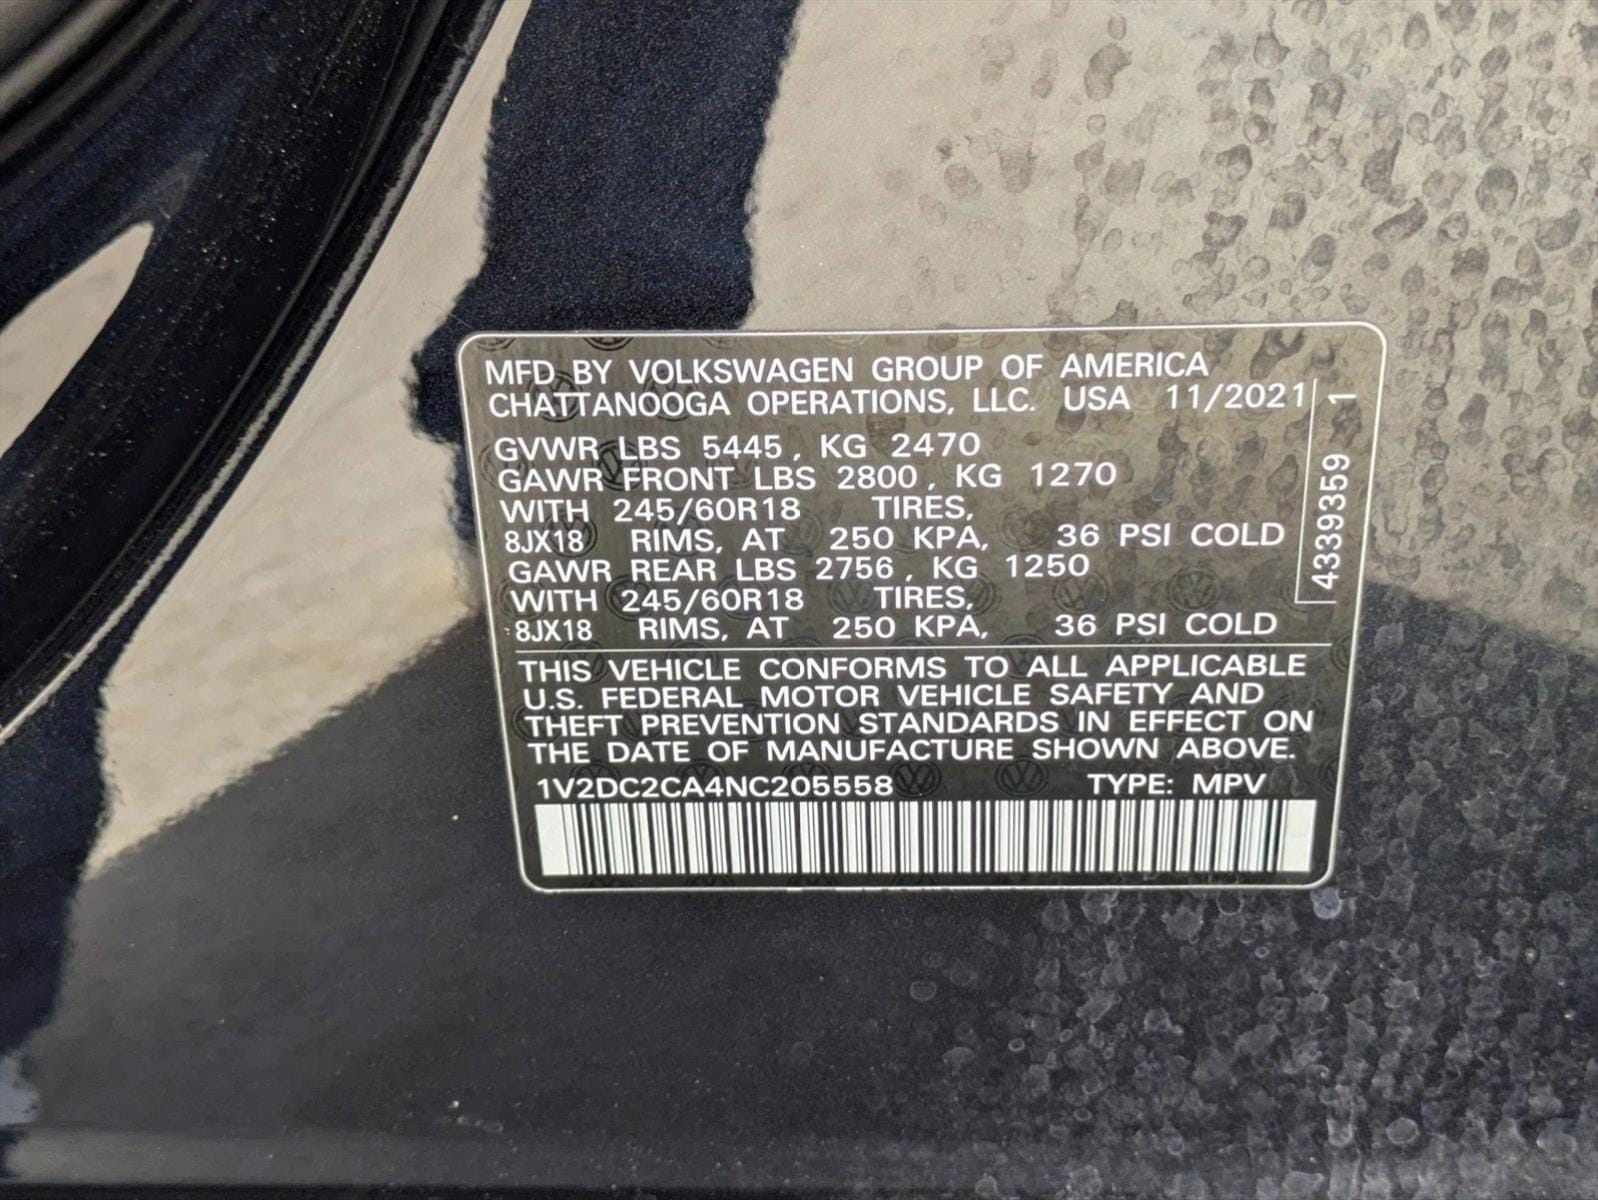 MFD BY VOLKSWAGEN GROUP OF AMERICA
CHATTANOOGA OPERATIONS, LLC. USA 11/2021
GVWR LBS 5445, KG 2470
GAWR FRONT LBS 2800, KG 1270
WITH 245/60R18 TIRES,
8JX18 RIMS, AT 250 KPA, 36 PSI COLD
GAWR REAR LBS 2756, KG 1250
WITH 245/60R18 TIRES,
8JX18 RIMS, AT 250 KPA, 36 PSI COLD
4339359 1
THIS VEHICLE CONFORMS TO ALL APPLICABLE
U.S. FEDERAL MOTOR VEHICLE SAFETY AND
THEFT PREVENTION STANDARDS IN EFFECT ON
THE DATE OF MANUFACTURE SHOWN ABOVE.
1V2DC2CA4NC205558 TYPE: MPV